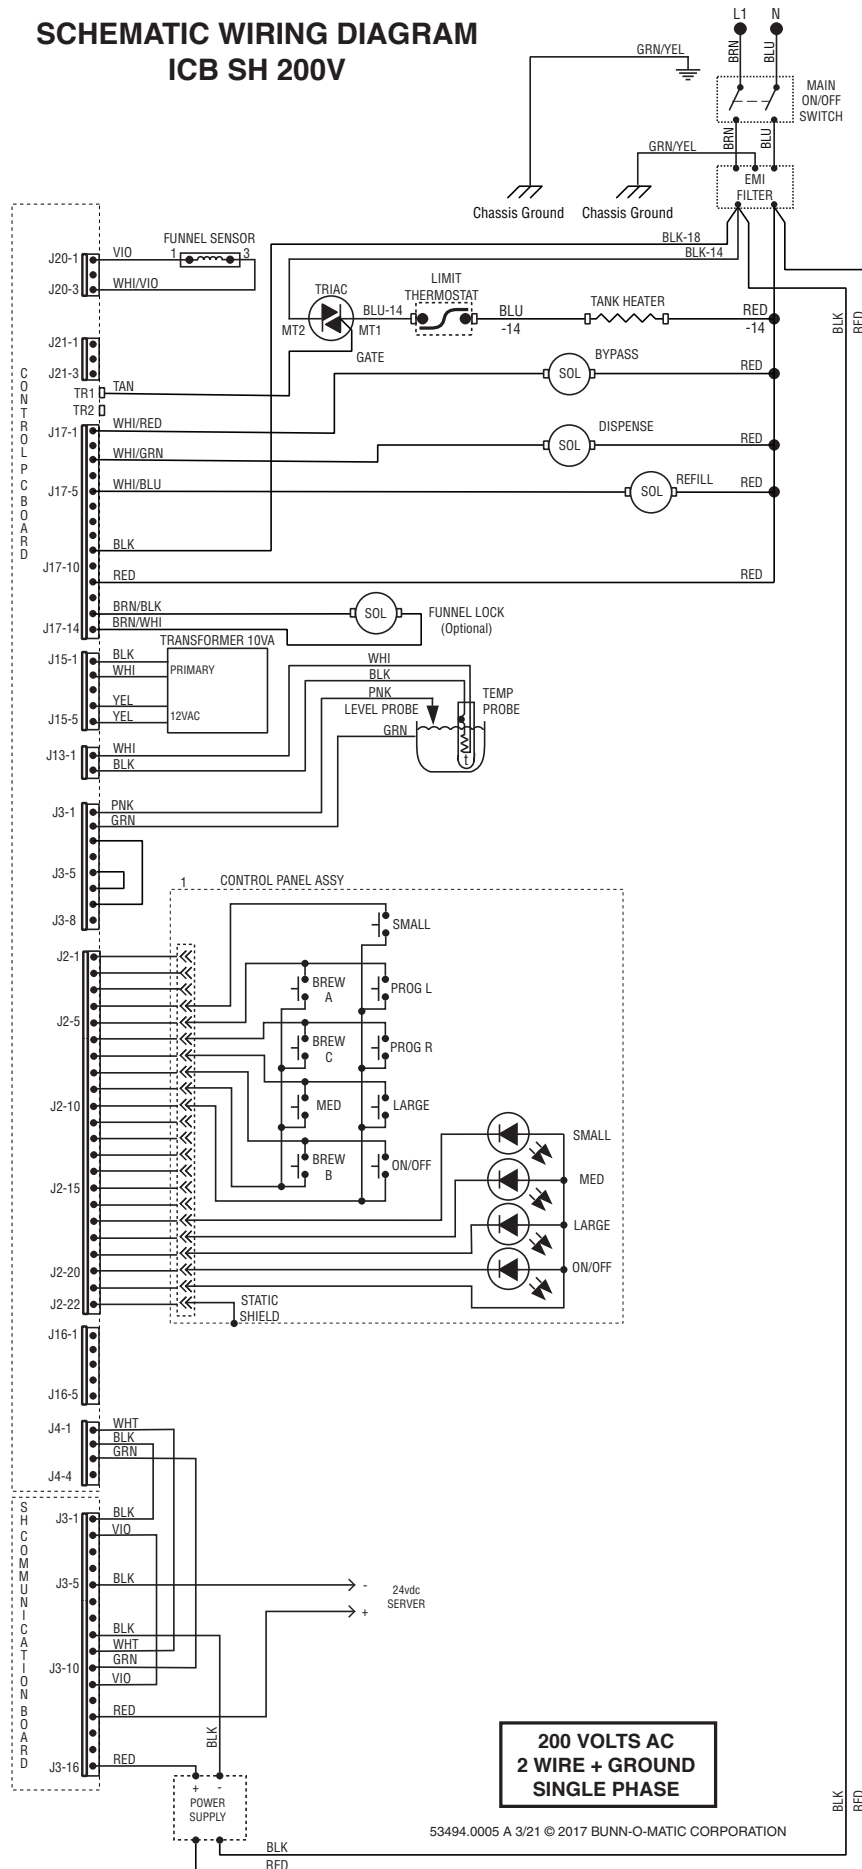 SCHEMATIC WIRING DIAGRAM
ICB SH 200V
L1 N
GRN/YEL
BRN
BLU
MAIN
ON/OFF
SWITCH
BRN
BLU
GRN/YEL
EMI
FILTER
Chassis Ground
Chassis Ground
BLK-18
BLK-14
J20-1
VIO
FUNNEL SENSOR
1 3
J20-3
WHI/VIO
TRIAC
LIMIT
THERMOSTAT
MT2
MT1
BLU-14
BLU
-14
TANK HEATER
RED
-14
BLK
RED
GATE
J21-1
J21-3
TR1
TAN
TR2
BYPASS
SOL
RED
CONTROL PC BOARD
J17-1
WHI/RED
DISPENSE
WHI/GRN
SOL
RED
J17-5
WHI/BLU
SOL
REFILL
RED
BLK
J17-10
RED
RED
BRN/BLK
SOL
FUNNEL LOCK
(Optional)
J17-14
BRN/WHI
TRANSFORMER 10VA
J15-1
BLK
WHI
PRIMARY
YEL
J15-5
YEL
12VAC
WHI
BLK
PNK
LEVEL PROBE
TEMP
PROBE
GRN
t
J13-1
WHI
BLK
J3-1
PNK
GRN
J3-5
J3-8
1
CONTROL PANEL ASSY
SMALL
J2-1
BREW
A
PROG L
J2-5
BREW
C
PROG R
J2-10
MED
LARGE
BREW
B
ON/OFF
SMALL
J2-15
MED
LARGE
J2-20
ON/OFF
J2-22
STATIC
SHIELD
J16-1
J16-5
J4-1
WHT
BLK
GRN
J4-4
SH COMMUNICATION BOARD
J3-1
BLK
VIO
J3-5
BLK
-
24vdc
SERVER
+
BLK
WHT
J3-10
GRN
VIO
RED
BLK
J3-16
RED
+ -
POWER
SUPPLY
200 VOLTS AC
2 WIRE + GROUND
SINGLE PHASE
BLK
RED
53494.0005 A 3/21 © 2017 BUNN-O-MATIC CORPORATION
BLK
RED